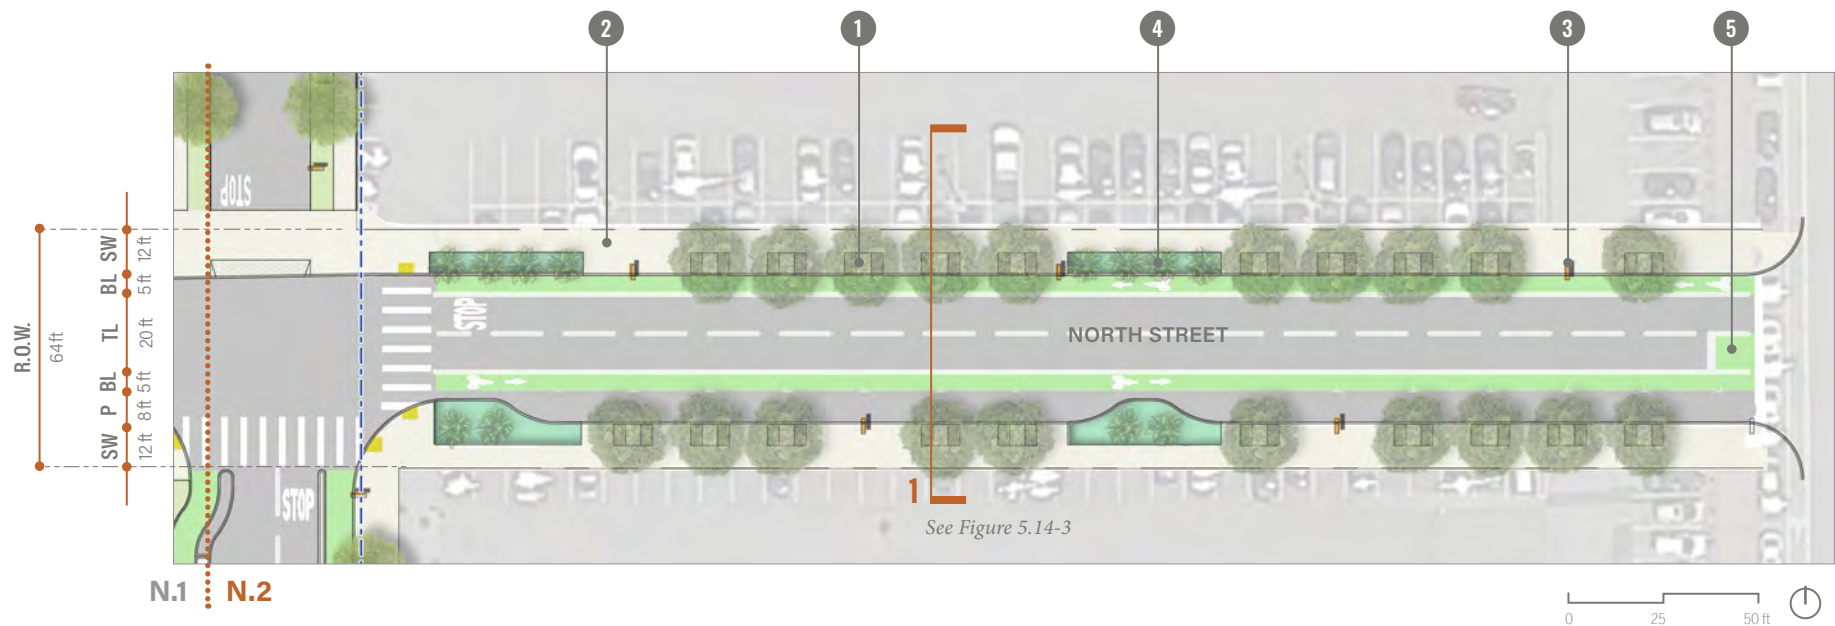 2
1
4
3
5
STOP
SW
12 ft
BL
5 ft
TL
20 ft
BL
5 ft
P
8 ft
SW
12 ft
R.O.W.
64ft
STOP
NORTH STREET
STOP
1
See Figure 5.14-3
N.1
N.2
0 25 50 ft